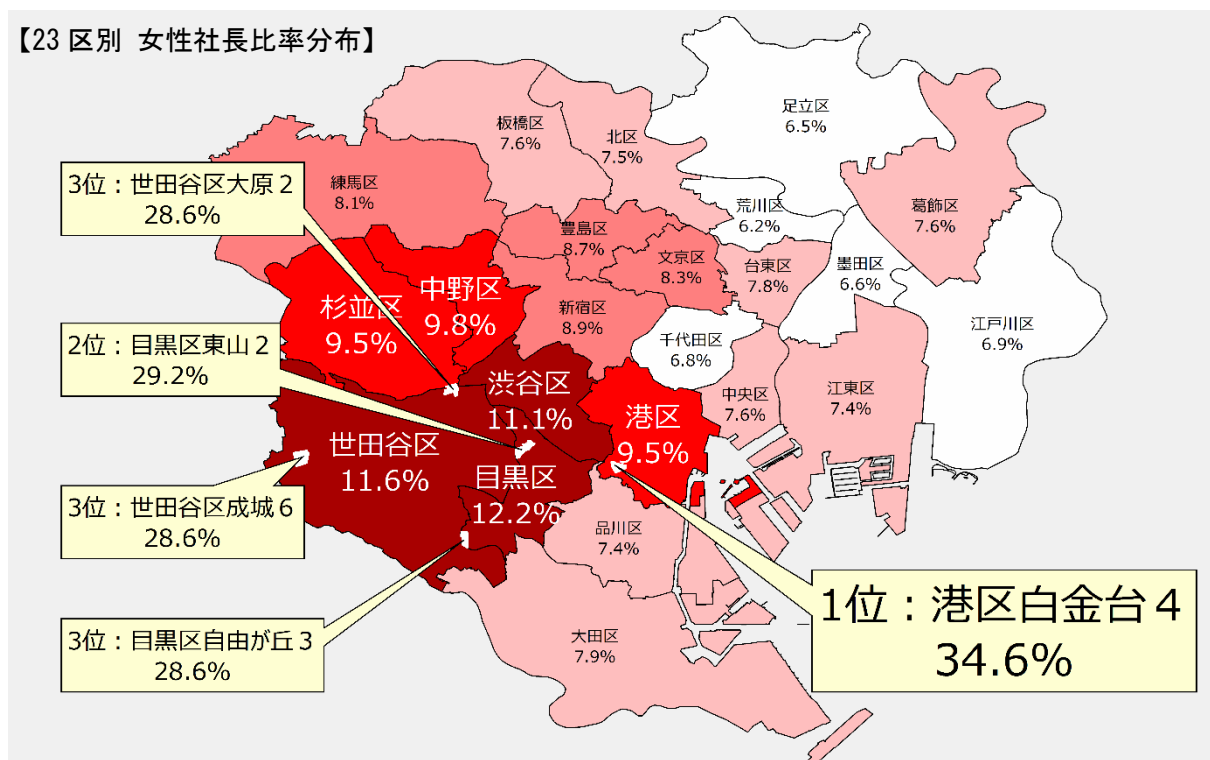 【23 区別 女性社長比率分布】
足立区
6.5%
板橋区
7.6%
北区
7.5%
3位：世田谷区大原２
28.6%
練馬区
8.1%
荒川区
6.2%
葛飾区
7.6%
豊島区
8.7%
文京区
8.3%
台東区
7.8%
墨田区
6.6%
中野区
9.8%
杉並区
9.5%
新宿区
8.9%
江戸川区
6.9%
2位：目黒区東山２
29.2%
千代田区
6.8%
渋谷区
11.1%
港区
9.5%
中央区
7.6%
江東区
7.4%
世田谷区
11.6%
目黒区
12.2%
3位：世田谷区成城６
28.6%
品川区
7.4%
1位：港区白金台４
34.6%
3位：目黒区自由が丘３
28.6%
大田区
7.9%